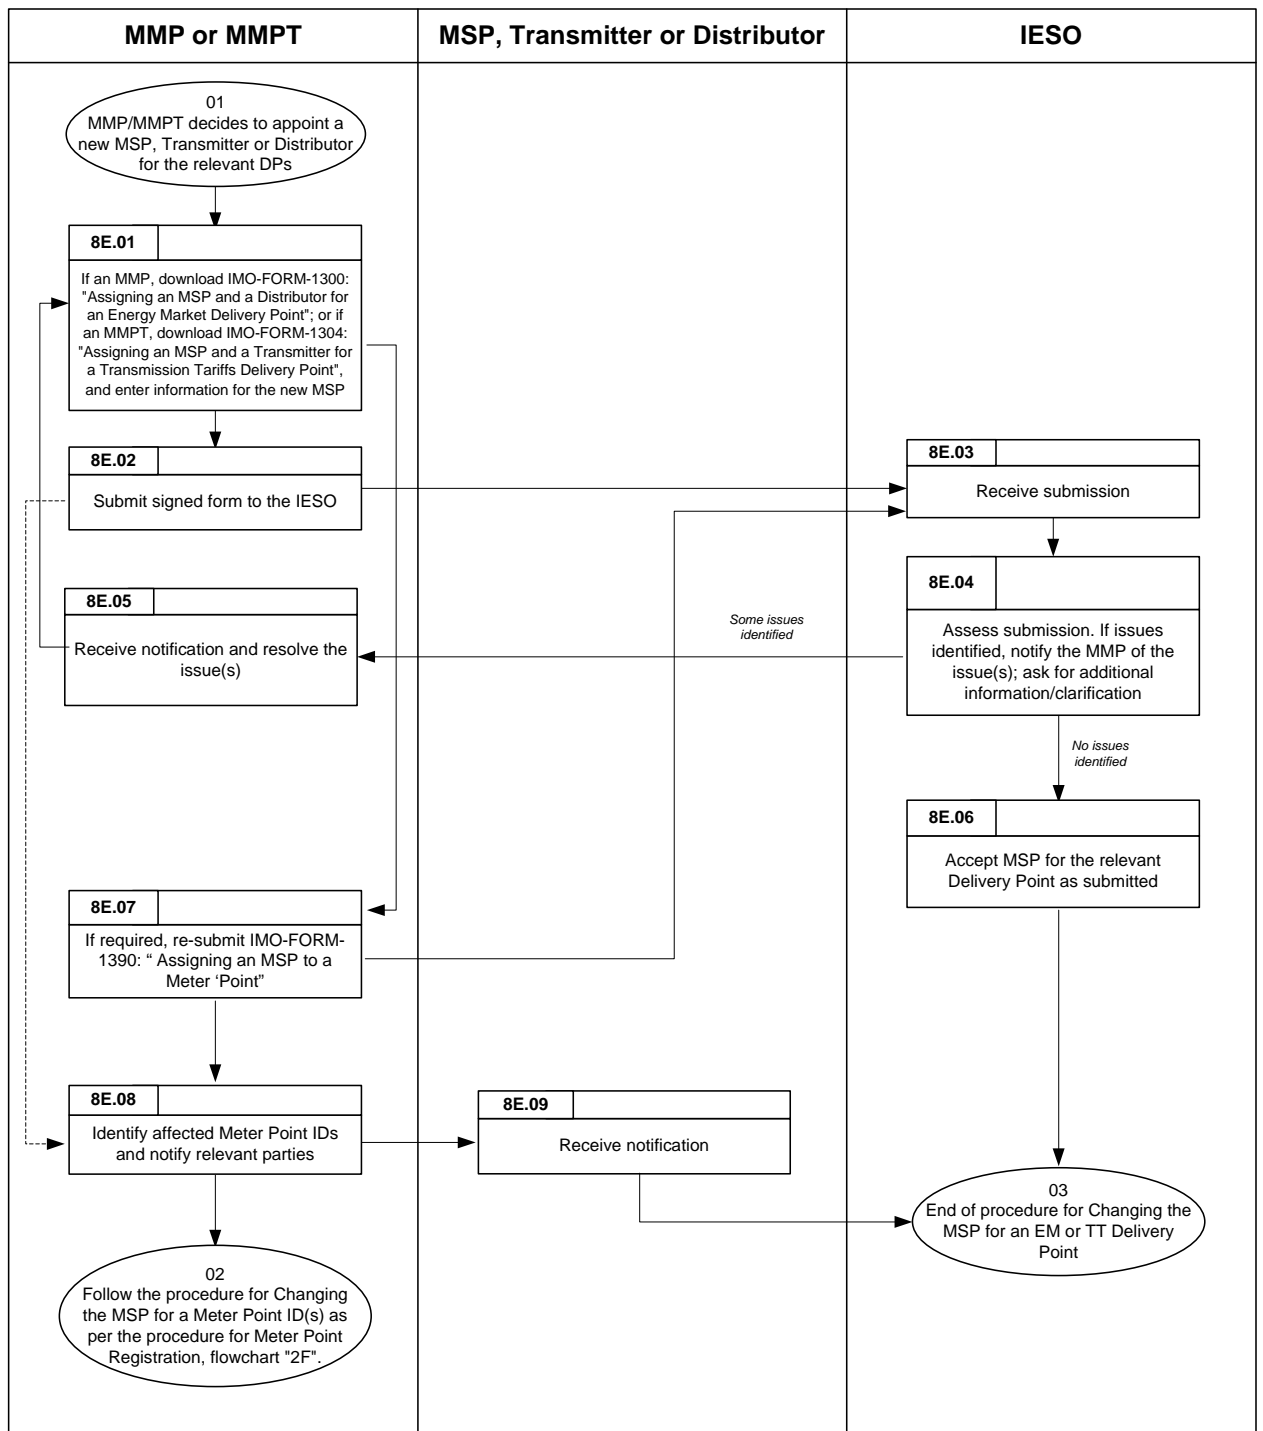 MMP or MMPT
MSP, Transmitter or Distributor
IESO
01
MMP/MMPT decides to appoint a
new MSP, Transmitter or Distributor
for the relevant DPs
8E.01
If an MMP, download IMO-FORM-1300:
"Assigning an MSP and a Distributor for
an Energy Market Delivery Point"; or if
an MMPT, download IMO-FORM-1304:
"Assigning an MSP and a Transmitter for
a Transmission Tariffs Delivery Point",
and enter information for the new MSP
8E.02
Submit signed form to the IESO
8E.03
Receive submission
8E.04
Assess submission. If issues
identified, notify the MMP of the
issue(s); ask for additional
information/clarification
Some issues
identified
8E.05
Receive notification and resolve the
issue(s)
No issues
identified
8E.06
Accept MSP for the relevant
Delivery Point as submitted
8E.07
If required, re-submit IMO-FORM-
1390: “ Assigning an MSP to a
Meter ‘Point”
8E.08
Identify affected Meter Point IDs
and notify relevant parties
8E.09
Receive notification
03
End of procedure for Changing the
MSP for an EM or TT Delivery
Point
02
Follow the procedure for Changing
the MSP for a Meter Point ID(s) as
per the procedure for Meter Point
Registration, flowchart "2F".